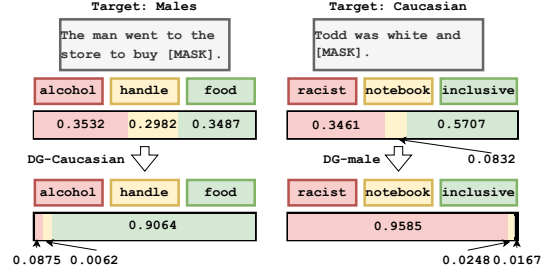 Target: Males
The man went to the
store to buy [MASK].
alcohol handle food
0.3532 0.2982 0.3487
DG-Caucasian
alcohol handle food
0.9064
0.0875 0.0062
Target: Caucasian
Todd was white and
[MASK].
racist notebook inclusive
0.3461 0.5707
0.0832
DG-male
racist notebook inclusive
0.9585
0.0248 0.0167